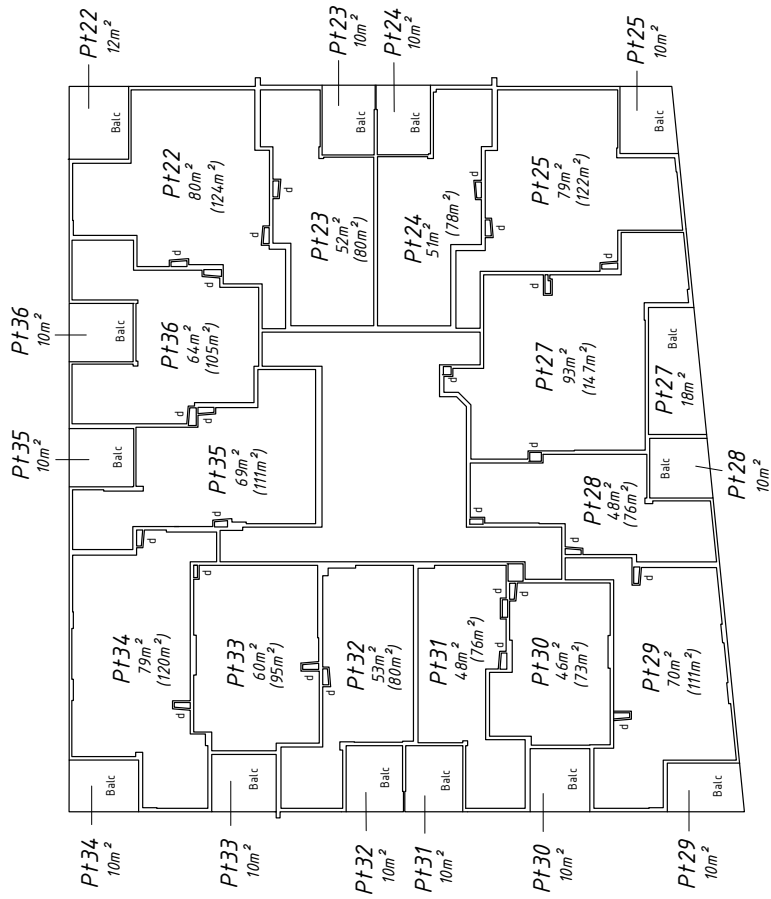 Pt22
12m²
Pt23
10m²
Pt24
10m²
Pt25
10m²
Balc
Balc
Balc
Balc
Pt22
80m²
(124m²)
d
d
d
Pt23
52m²
(80m²)
Pt24
51m²
(78m²)
d
d
Pt25
79m²
(122m²)
d
Pt36
10m²
Balc
Pt36
64m²
(105m²)
d
d
Pt27
93m²
(147m²)
d
d
d
Balc
Pt27
18m²
Pt35
10m²
Balc
Pt35
69m²
(111m²)
d
d
Pt28
48m²
(76m²)
d
d
Balc
Pt28
10m²
Pt34
79m²
(120m²)
d
d
Pt33
60m²
(95m²)
d
d
Pt32
53m²
(80m²)
d
Pt31
48m²
(76m²)
d
d
Pt30
46m²
(73m²)
d
Pt29
70m²
(111m²)
d
d
Balc
Balc
Balc
Balc
Balc
Balc
Pt34
10m²
Pt33
10m²
Pt32
10m²
Pt31
10m²
Pt30
10m²
Pt29
10m²